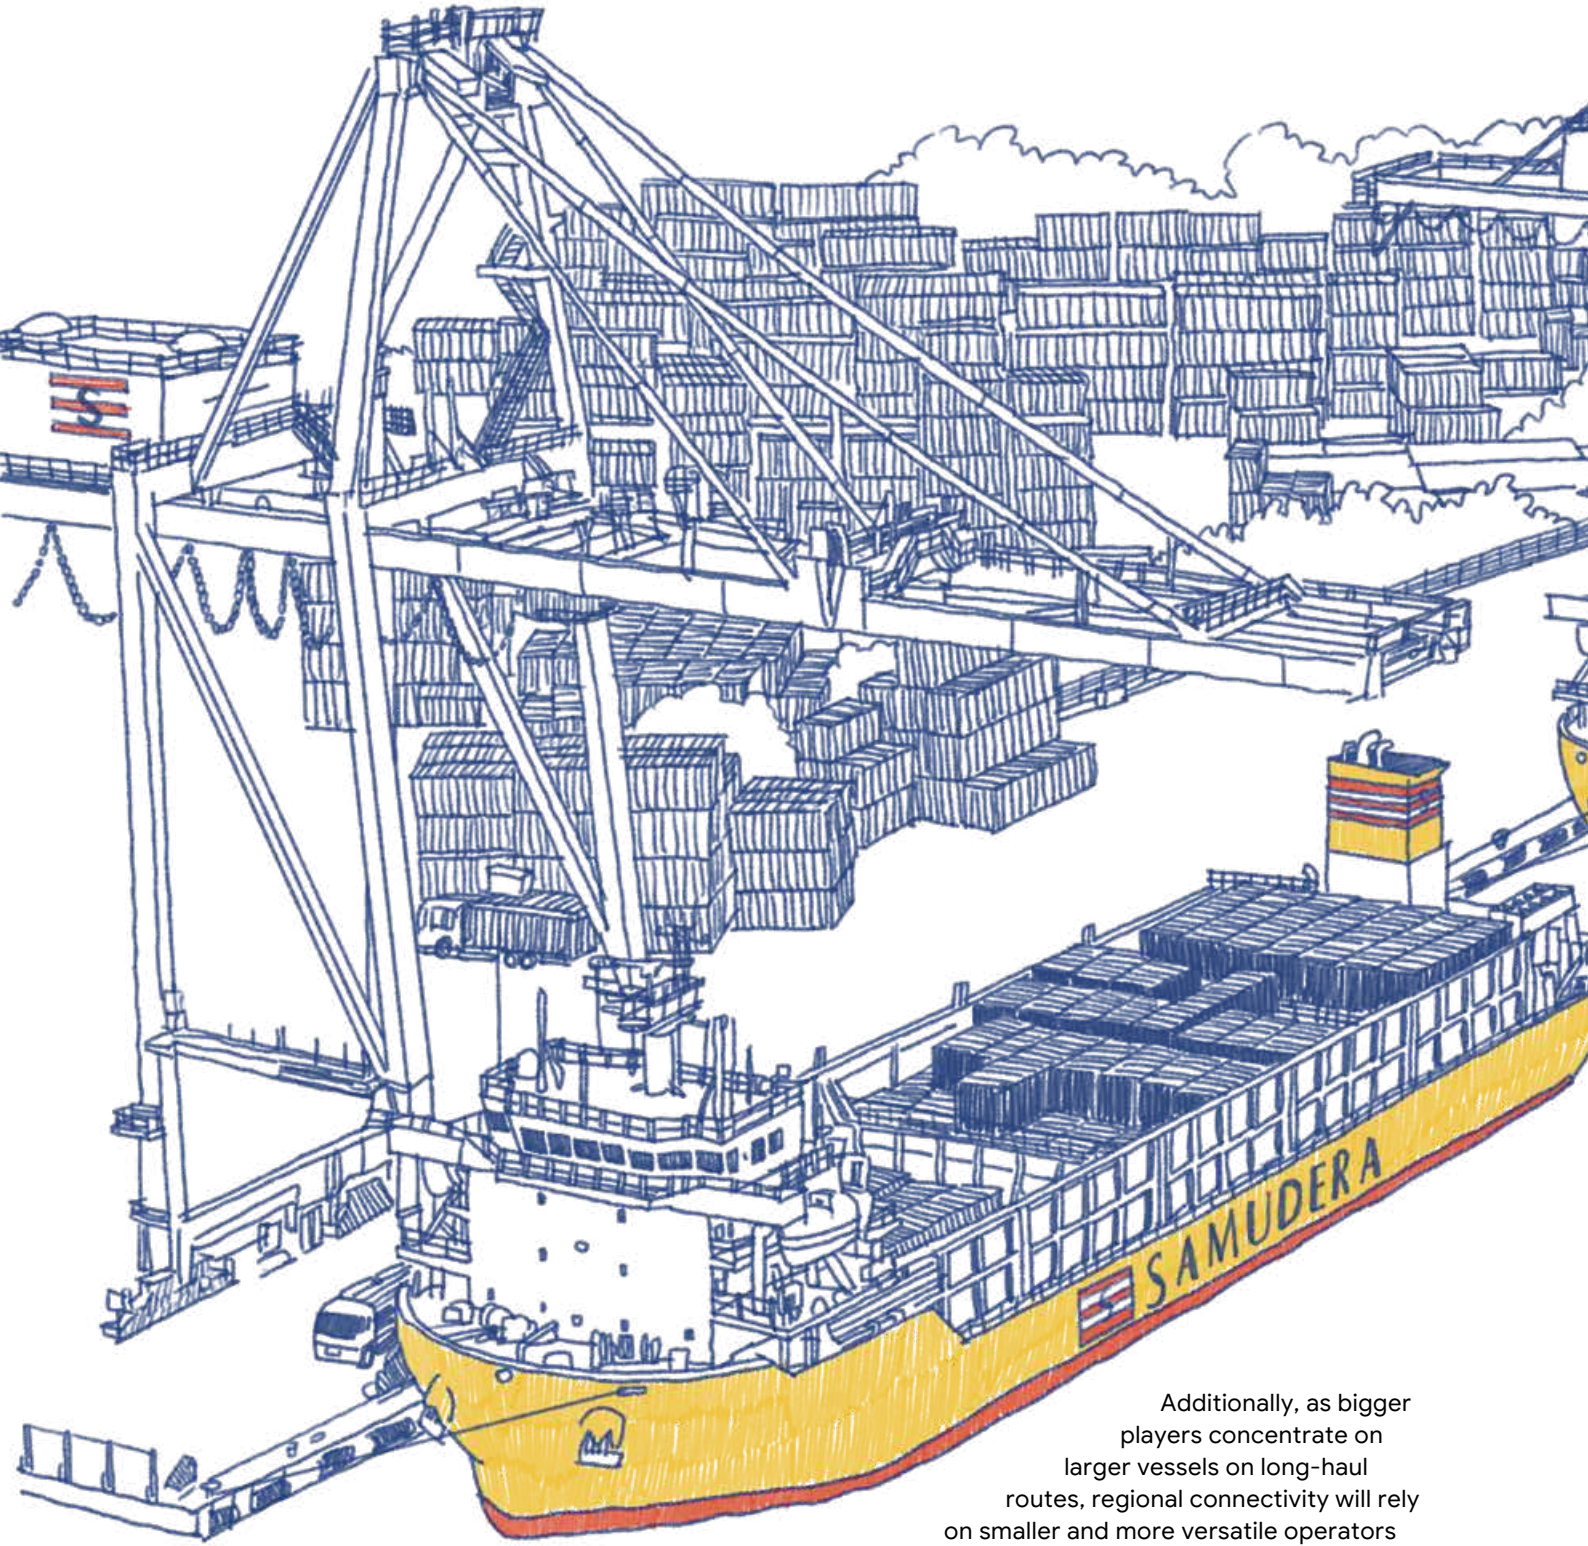 S
S
SAMUDERA
Additionally, as bigger
players concentrate on
larger vessels on long-haul
routes, regional connectivity will rely
on smaller and more versatile operators